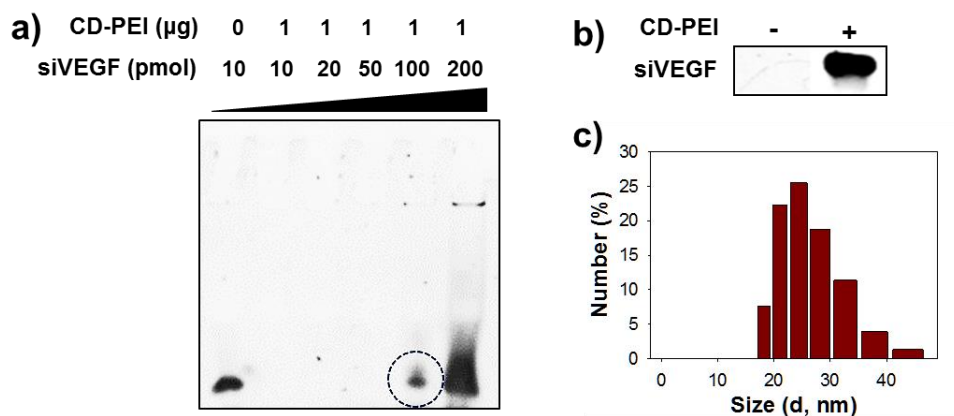 a)
CD-PEI (µg) 0 1 1 1 1 1
siVEGF (pmol) 10 10 20 50 100 200
b)
CD-PEI - +
siVEGF
c)
30
25
20
15
10
5
0
Number (%)
0 10 20 30 40
Size (d, nm)